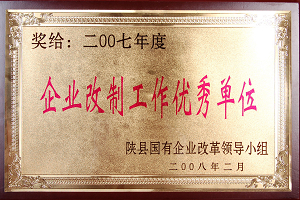 奖给：二00七年度
企业改制工作优秀单位
陕县国有企业改革领导小组
二00八年二月